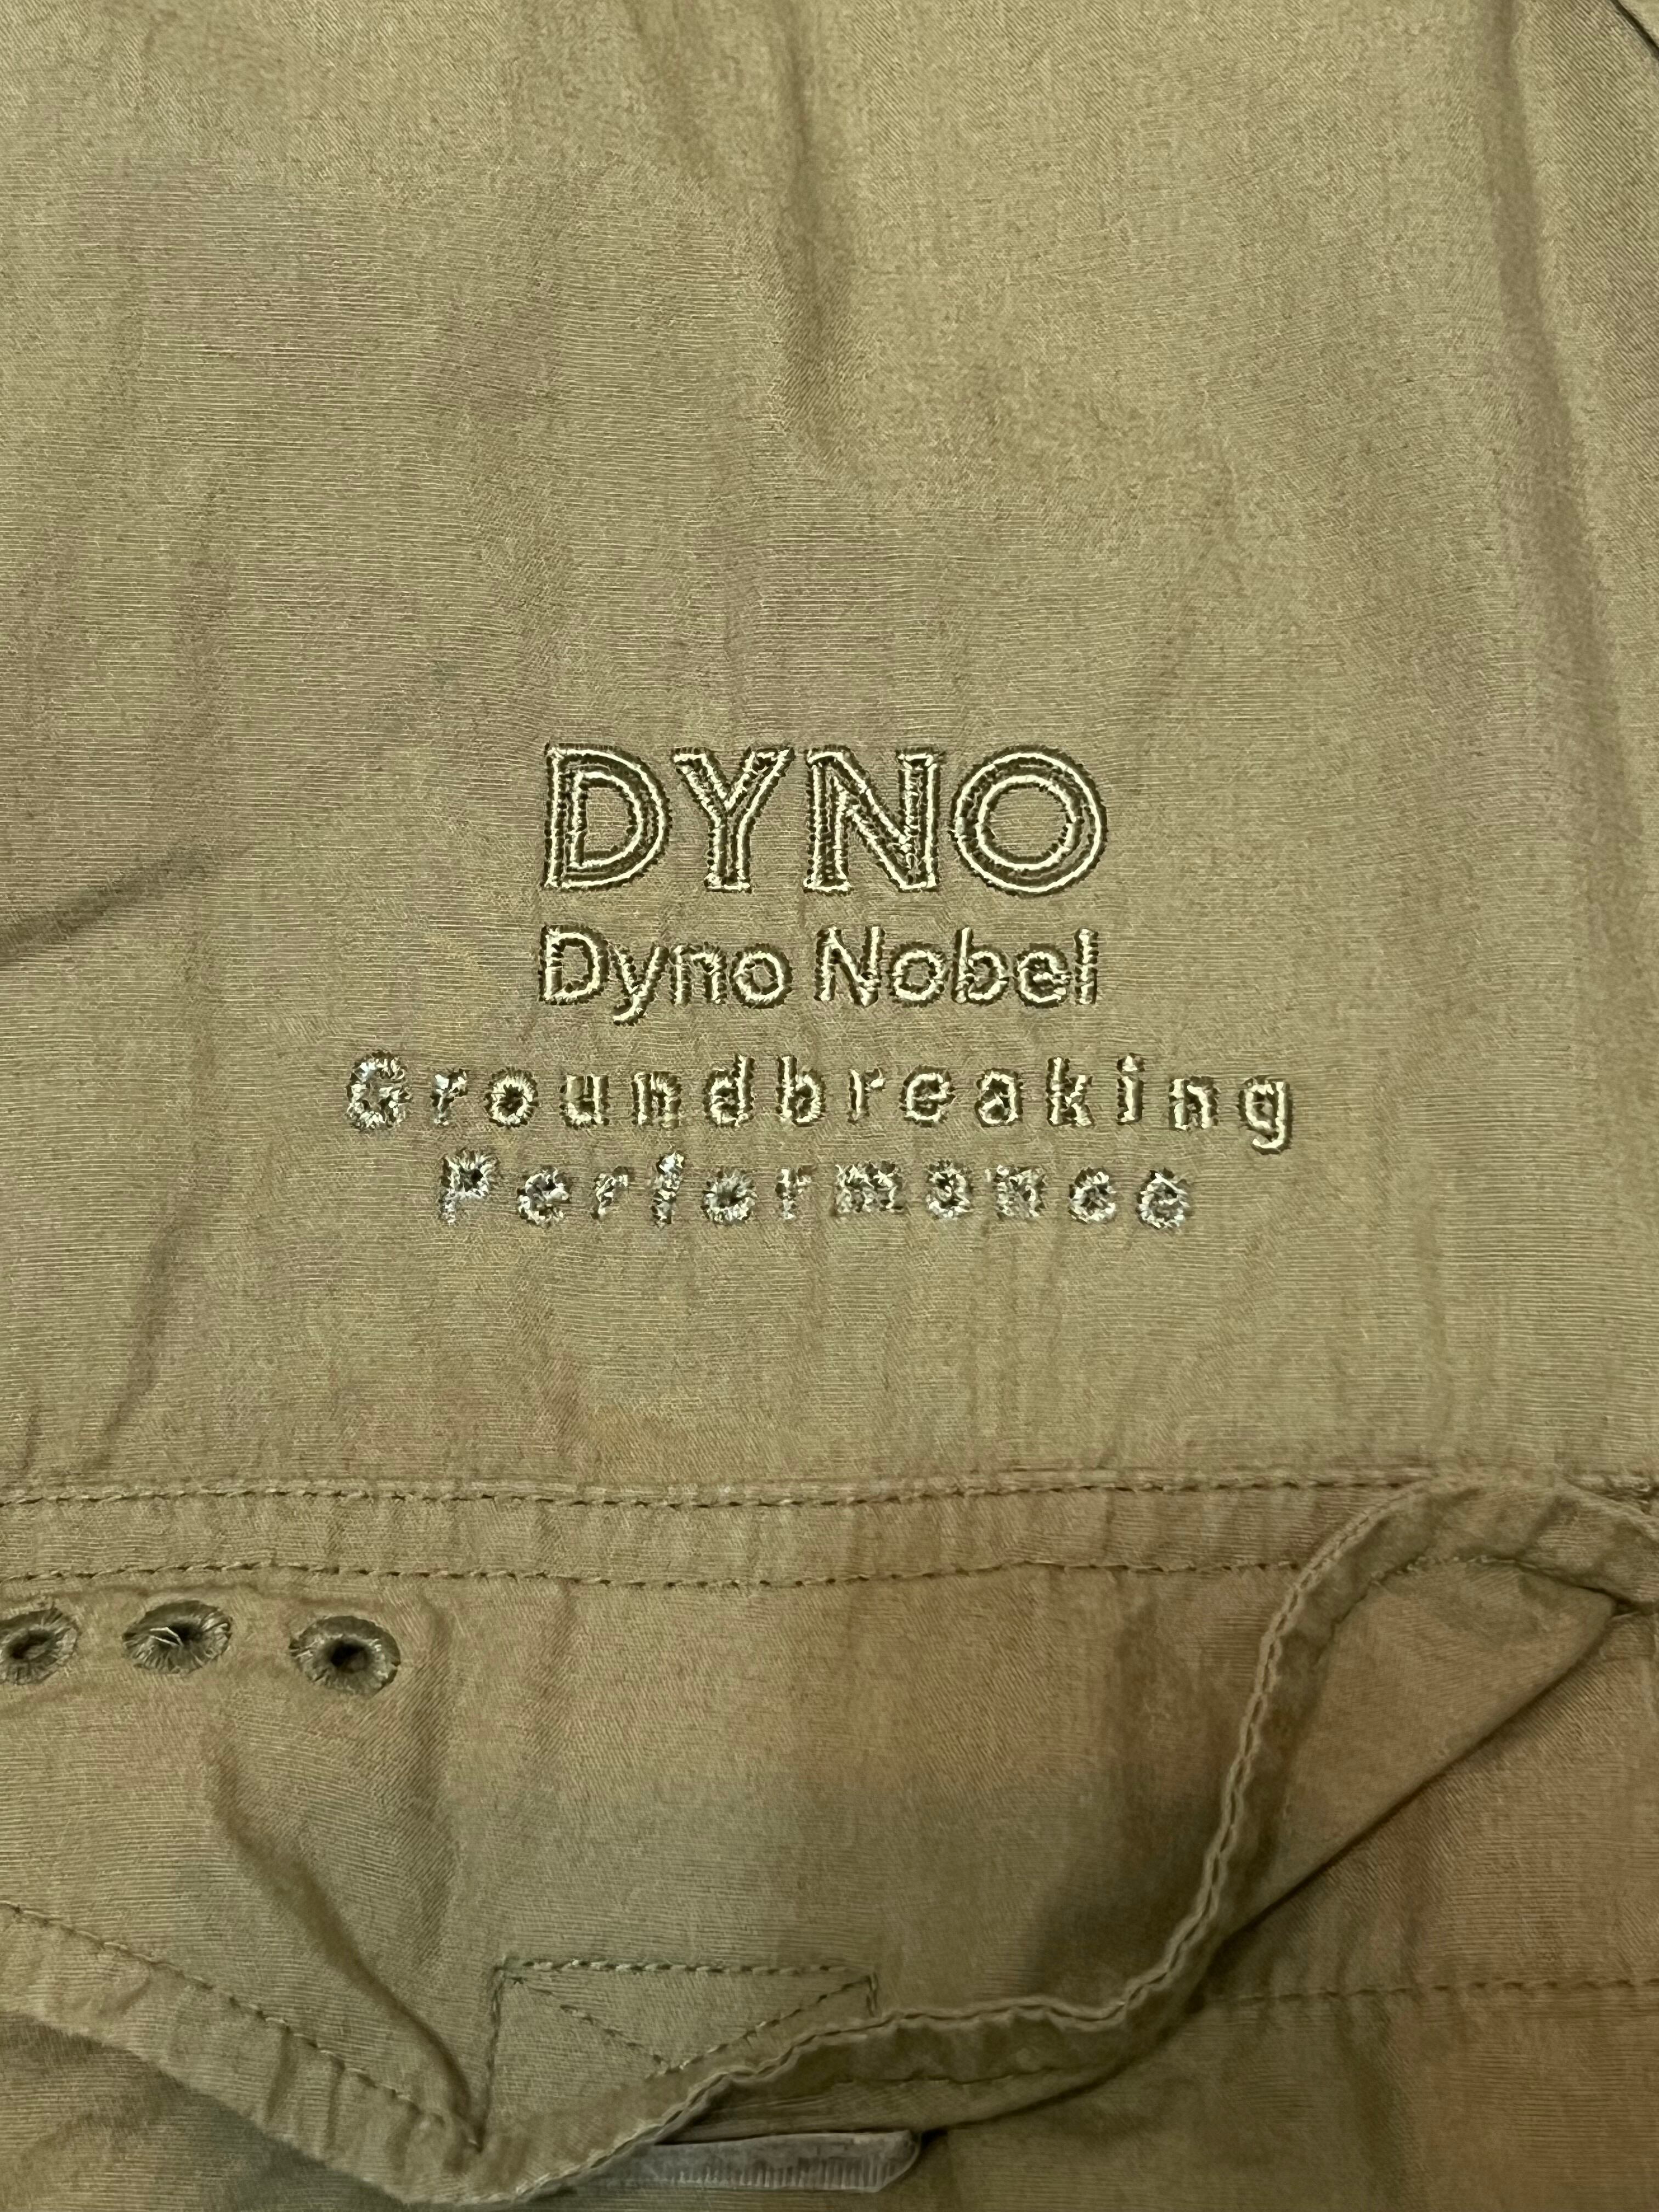 DYNO
Dyno Nobel
Groundbreaking
Performance